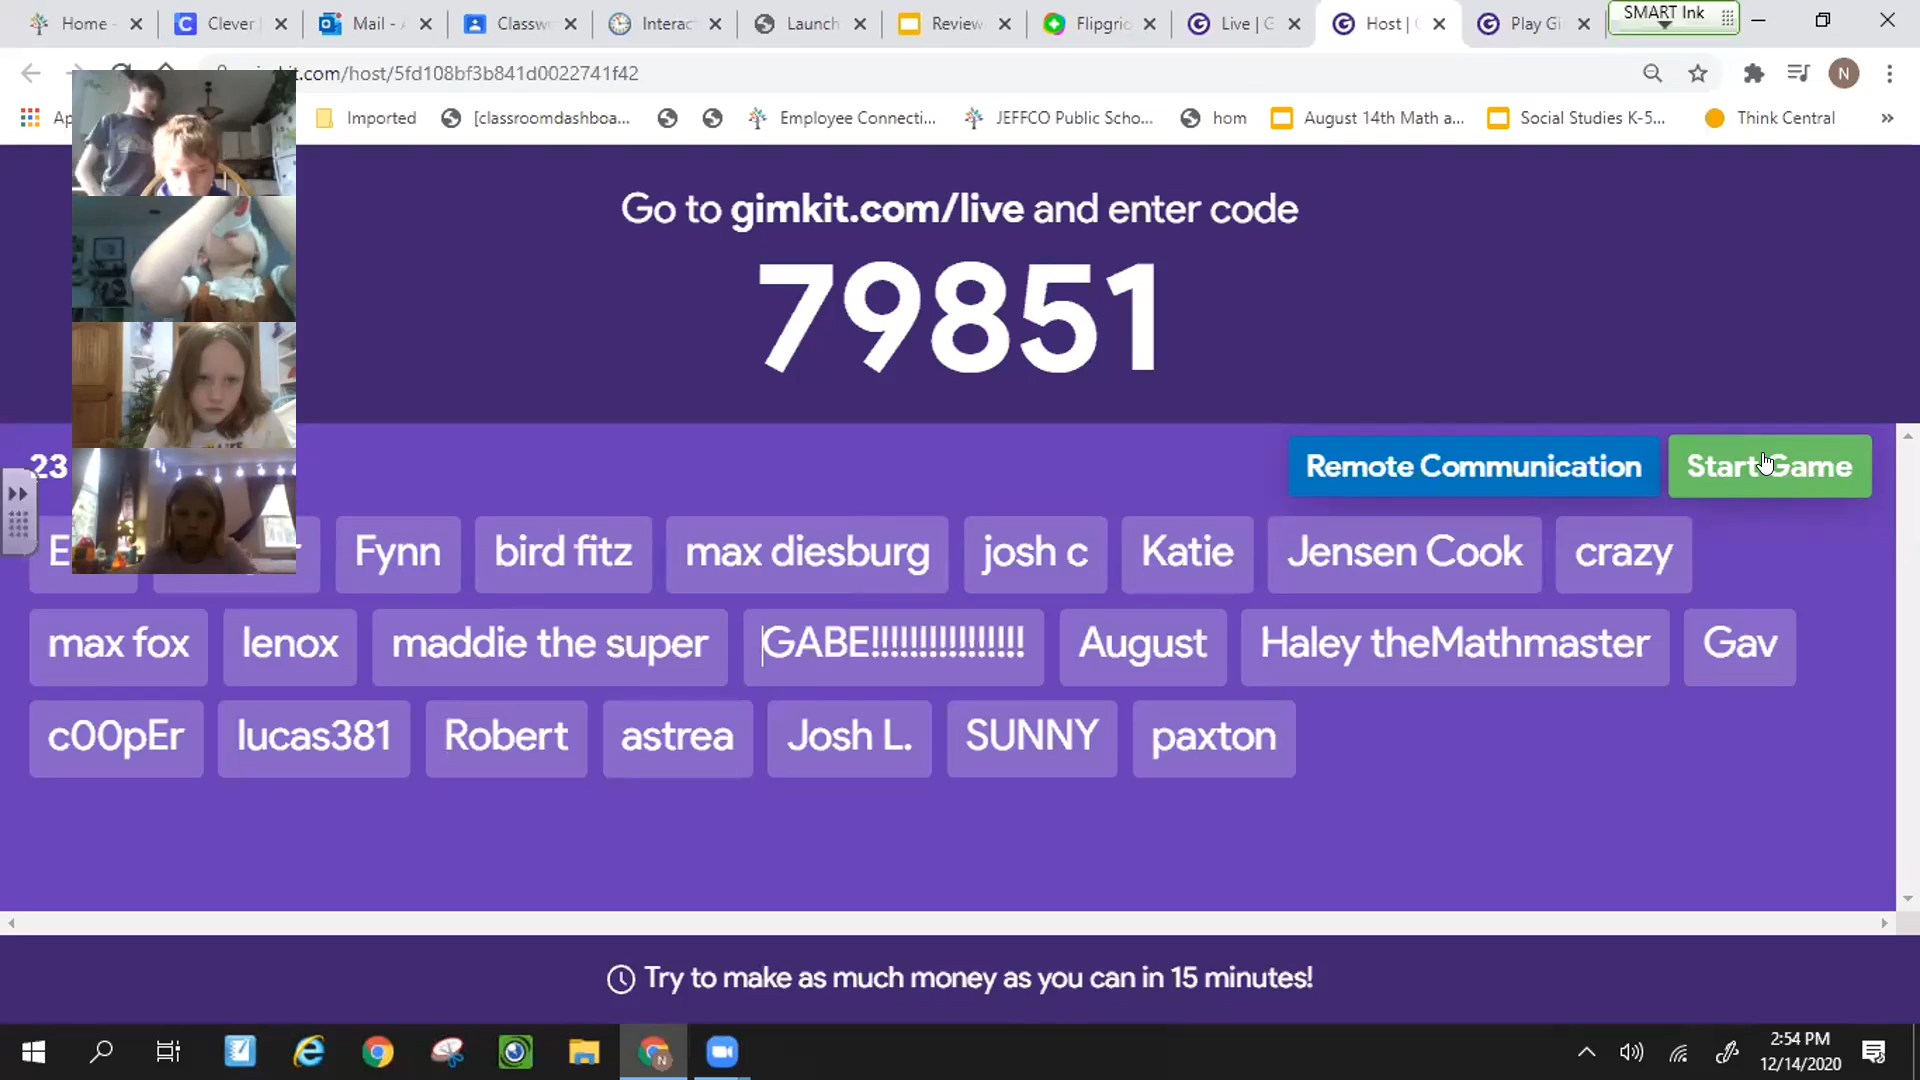 Home -
Clever
Mail - A
Classwo
Interac
Launch
Review
Flipgrid
Live | G
Host |
Play Gi
SMART Ink
t.com/host/5fd108bf3b841d0022741f42
N
Ap
Imported
[classroomdashboa...
Employee Connecti...
JEFFCO Public Scho...
hom
August 14th Math a...
Social Studies K-5...
Think Central
»
Go to gimkit.com/live and enter code
79851
23
Remote Communication
Start Game
E
Fynn
bird fitz
max diesburg
josh c
Katie
Jensen Cook
crazy
max fox
lenox
maddie the super
GABE!!!!!!!!!!!!!!!!
August
Haley theMathmaster
Gav
c00pEr
lucas381
Robert
astrea
Josh L.
SUNNY
paxton
Try to make as much money as you can in 15 minutes!
2:54 PM
12/14/2020